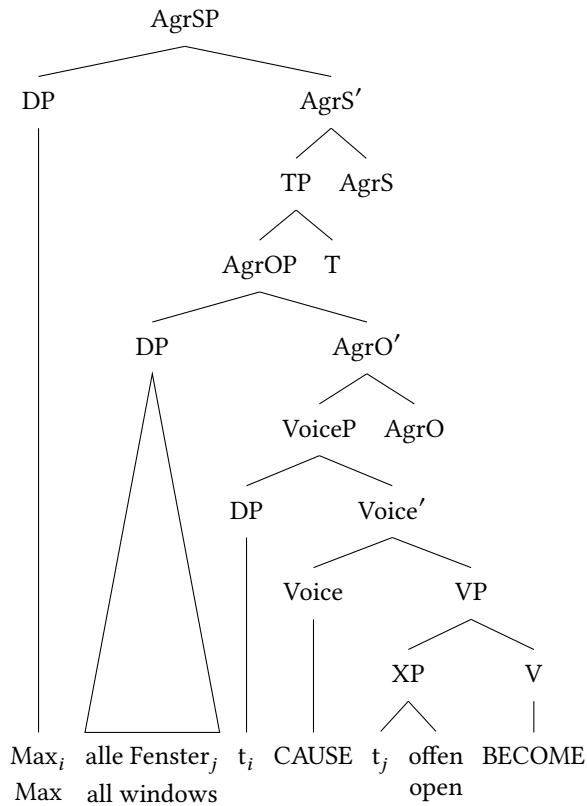 AgrSP
DP AgrS′
TP AgrS
AgrOP T
DP AgrO′
VoiceP AgrO
DP Voice′
Voice VP
XP V
Maxᵢ alle Fensterⱼ tᵢ CAUSE tⱼ offen BECOME
Max all windows open